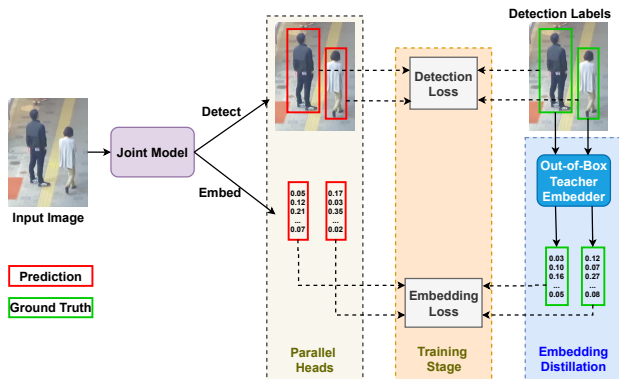 Detection Labels
Detect
Detection
Loss
Joint Model
Embed
Input Image
Out-of-Box
Teacher
Embedder
0.05
0.12
0.21
...
0.07
0.17
0.03
0.35
...
0.02
0.03
0.10
0.16
...
0.05
0.12
0.07
0.27
...
0.08
Prediction
Ground Truth
Embedding
Loss
Parallel
Heads
Training
Stage
Embedding
Distillation